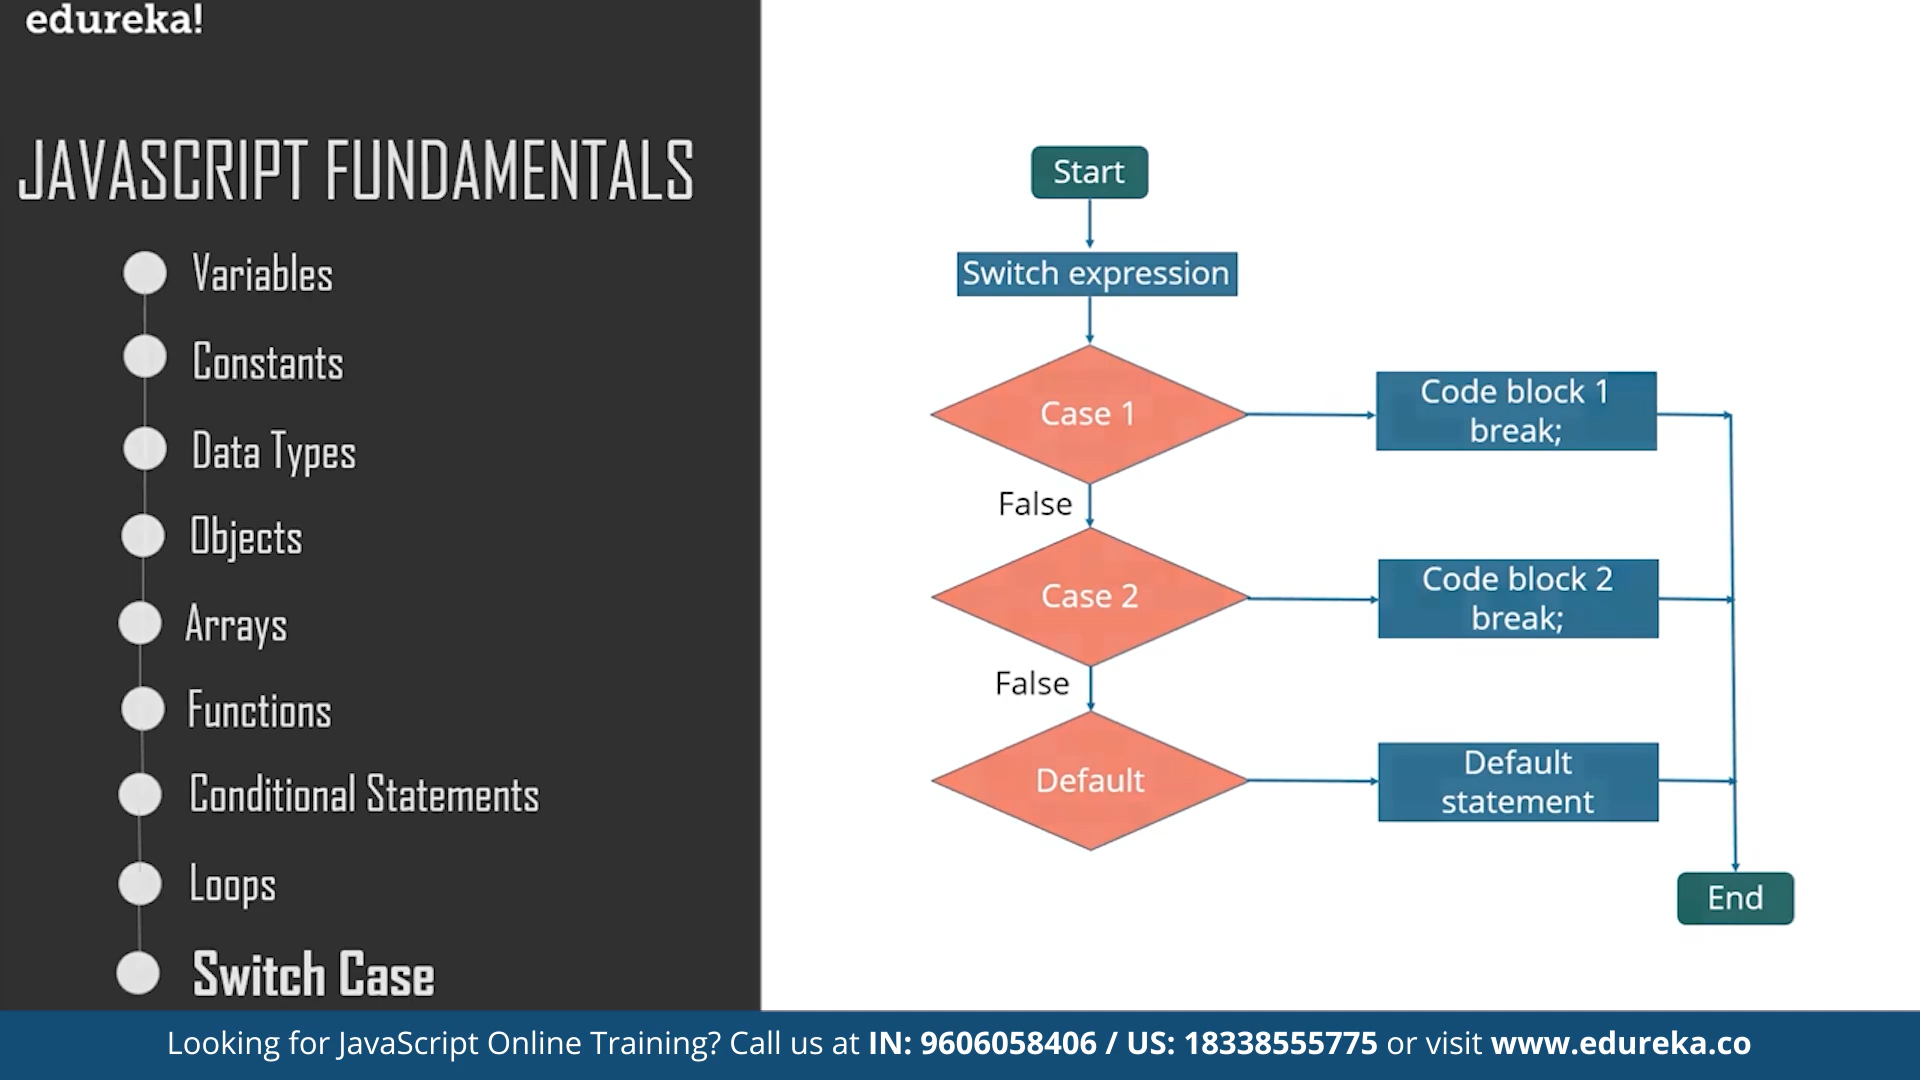 edureka!
JAVASCRIPT FUNDAMENTALS
Variables
Constants
Data Types
Objects
Arrays
Functions
Conditional Statements
Loops
Switch Case
Start
Switch expression
Case 1
Code block 1
break;
False
Case 2
Code block 2
break;
False
Default
Default
statement
End
Looking for JavaScript Online Training? Call us at IN: 9606058406 / US: 18338555775 or visit www.edureka.co